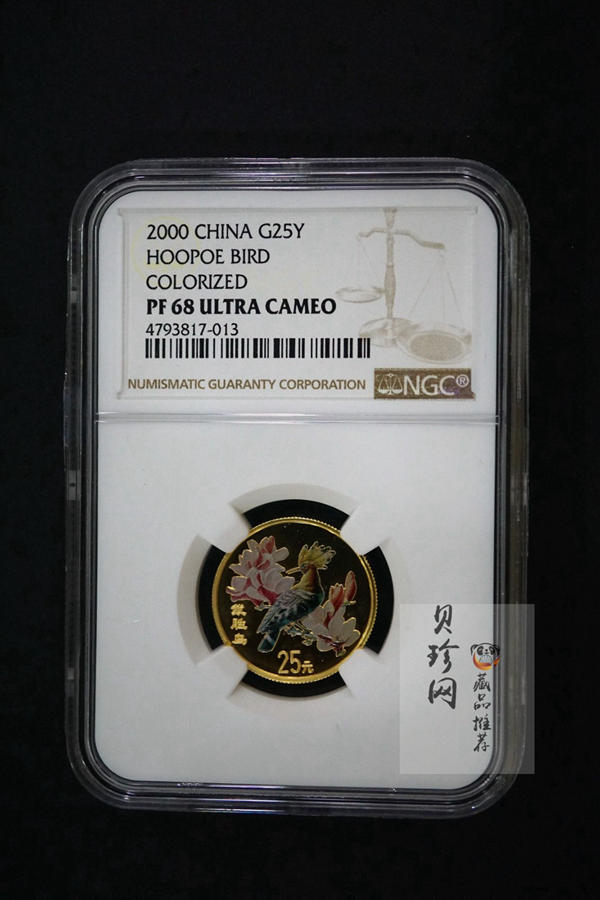 2000 CHINA G25Y
HOOPOE BIRD
COLORIZED
PF 68 ULTRA CAMEO
4793817-013
NUMISMATIC GUARANTY CORPORATION
NGC®
戴胜鸟
25元
贝珍网
藏品推荐